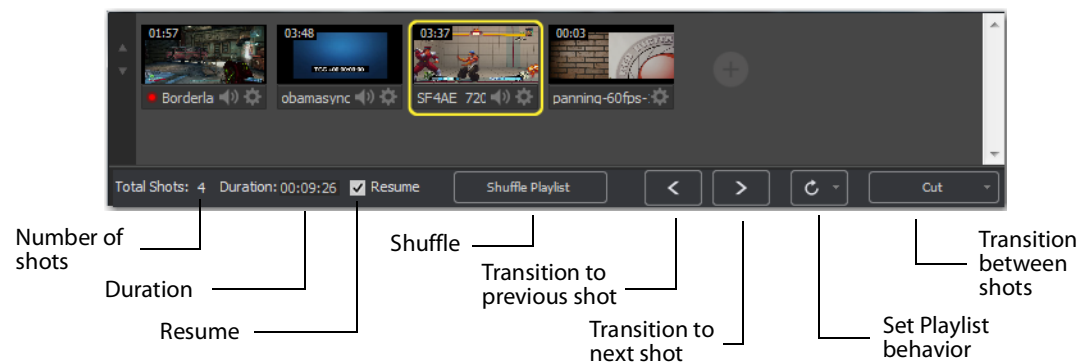 01:57
03:48
03:37
00:03
Borderla
obamasync
SF4AE_720
panning-60fps-
Total Shots: 4 Duration: 00:09:26 Resume Shuffle Playlist Cut
Number of
shots
Duration
Resume
Shuffle
Transition to
previous shot
Transition to
next shot
Set Playlist
behavior
Transition
between
shots